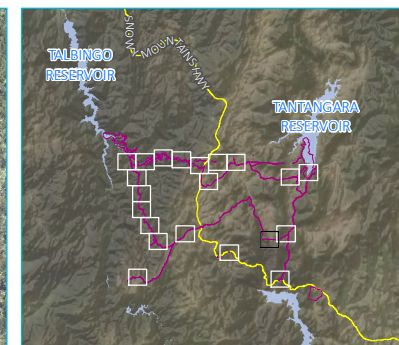 SNOWY MOUNTAINS HWY
TALBINGO
RESERVOIR
TANTANGARA
RESERVOIR